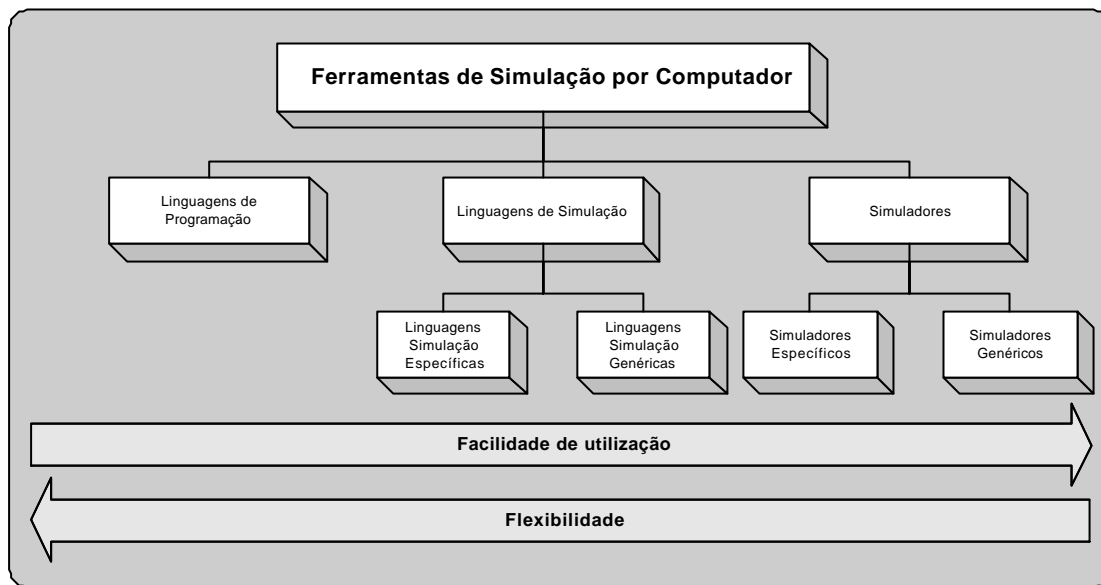 Ferramentas de Simulação por Computador
Linguagens de
Programação
Linguagens de Simulação
Simuladores
Linguagens
Simulação
Específicas
Linguagens
Simulação
Genéricas
Simuladores
Específicos
Simuladores
Genéricos
Facilidade de utilização
Flexibilidade